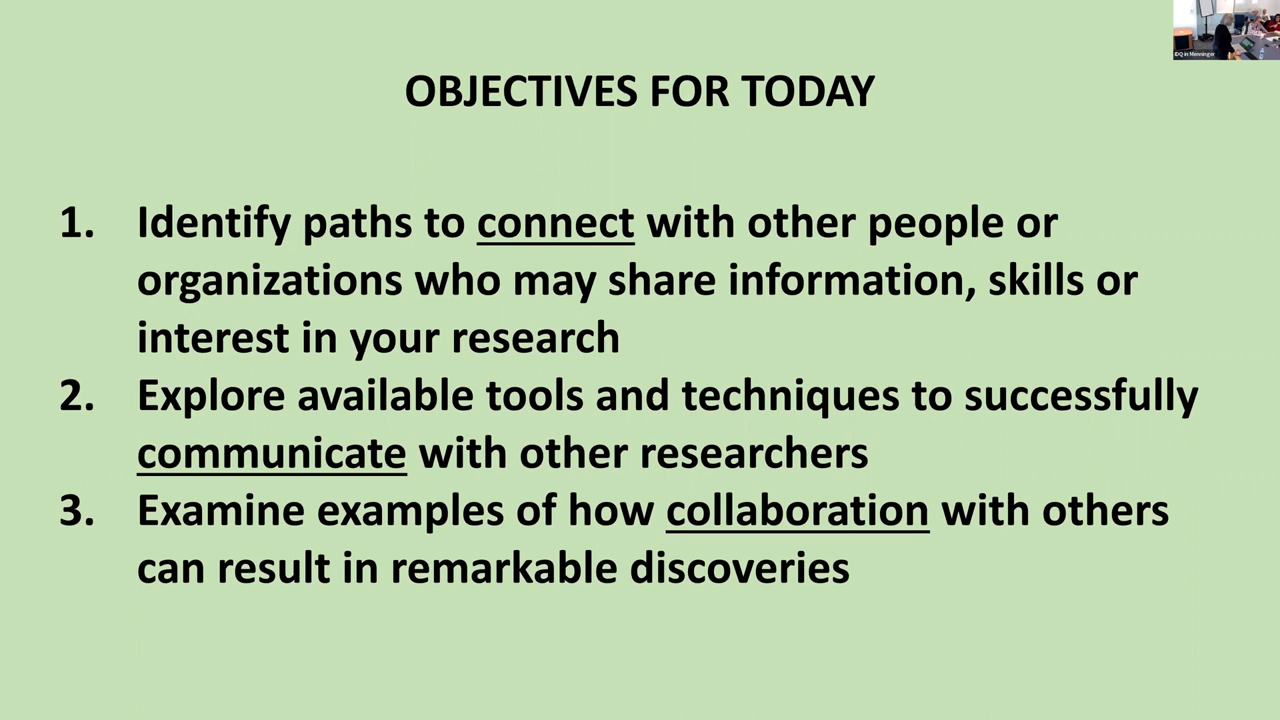 OBJECTIVES FOR TODAY
1. Identify paths to connect with other people or
organizations who may share information, skills or
interest in your research
2. Explore available tools and techniques to successfully
communicate with other researchers
3. Examine examples of how collaboration with others
can result in remarkable discoveries